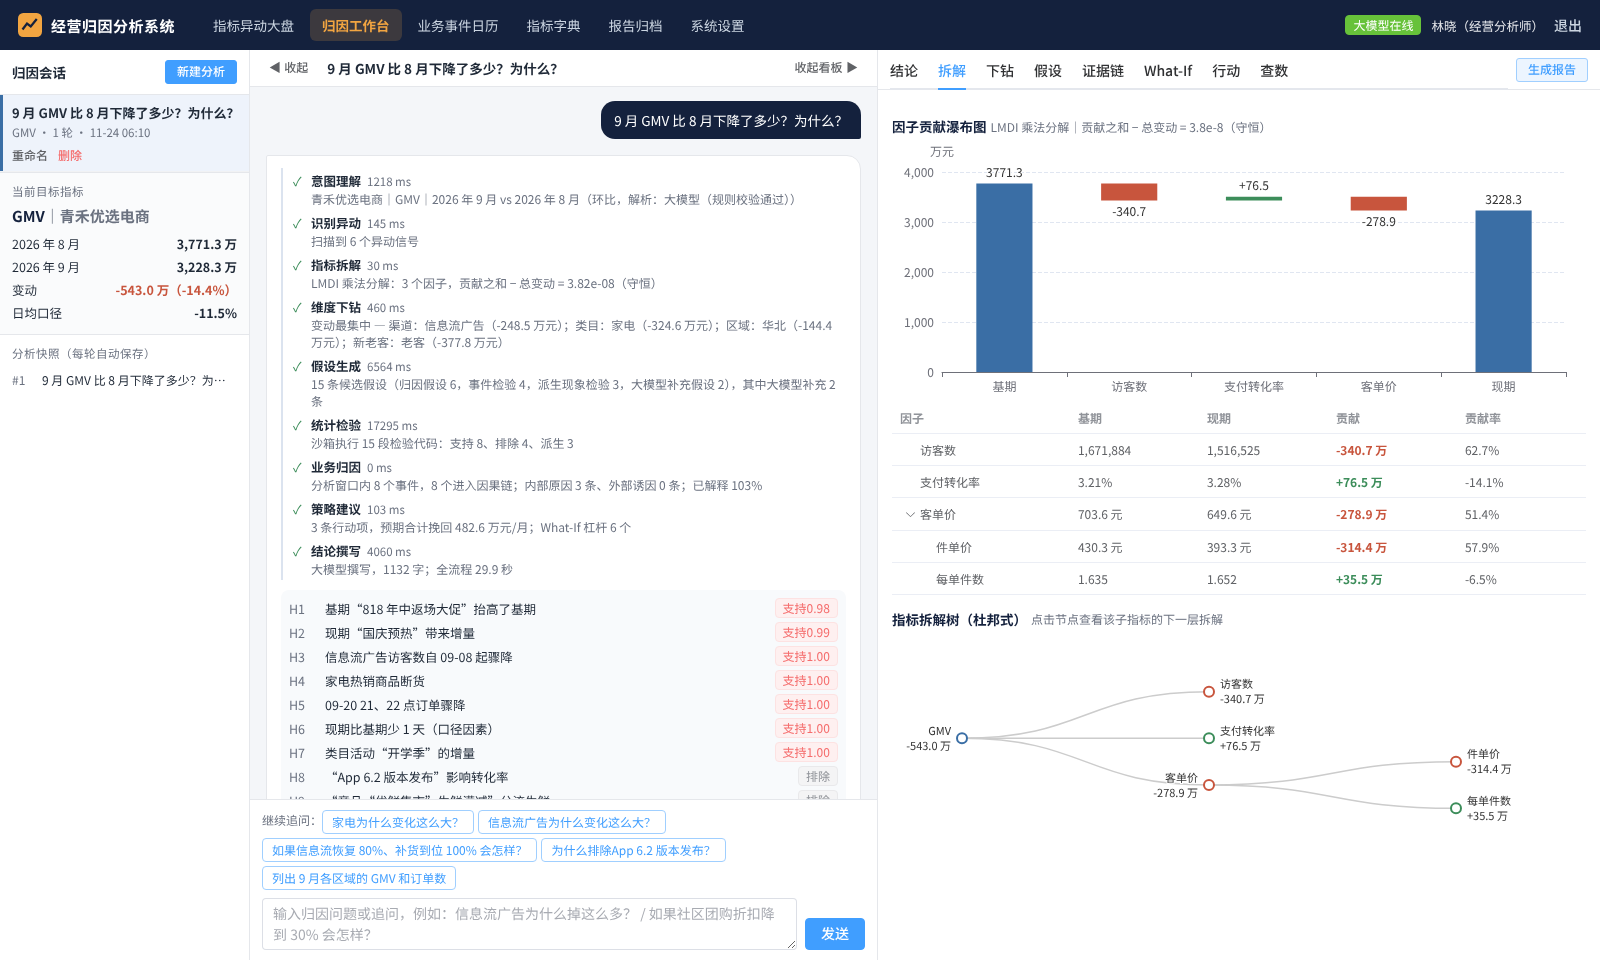 经营归因分析系统
指标异动大盘
归因工作台
业务事件日历
指标字典
报告归档
系统设置
大模型在线
林晓（经营分析师）
退出
归因会话
新建分析
9 月 GMV 比 8 月下降了多少？为什么？
GMV · 1 轮 · 11-24 06:10
重命名 删除
当前目标指标
GMV｜青禾优选电商
2026 年 8 月 3,771.3 万
2026 年 9 月 3,228.3 万
变动 -543.0 万（-14.4%）
日均口径 -11.5%
分析快照（每轮自动保存）
#1 9 月 GMV 比 8 月下降了多少？为…
◀ 收起 9 月 GMV 比 8 月下降了多少？为什么？ 收起看板 ▶
9 月 GMV 比 8 月下降了多少？为什么？
✓ 意图理解 1218 ms
青禾优选电商｜GMV｜2026 年 9 月 vs 2026 年 8 月（环比，解析：大模型（规则校验通过））
✓ 识别异动 145 ms
扫描到 6 个异动信号
✓ 指标拆解 30 ms
LMDI 乘法分解：3 个因子，贡献之和 − 总变动 = 3.82e-08（守恒）
✓ 维度下钻 460 ms
变动最集中 — 渠道：信息流广告（-248.5 万元）；类目：家电（-324.6 万元）；区域：华北（-144.4
万元）；新老客：老客（-377.8 万元）
✓ 假设生成 6564 ms
15 条候选假设（归因假设 6，事件检验 4，派生现象检验 3，大模型补充假设 2），其中大模型补充 2
条
✓ 统计检验 17295 ms
沙箱执行 15 段检验代码：支持 8、排除 4、派生 3
✓ 业务归因 0 ms
分析窗口内 8 个事件，8 个进入因果链；内部原因 3 条、外部诱因 0 条；已解释 103%
✓ 策略建议 103 ms
3 条行动项，预期合计挽回 482.6 万元/月；What-If 杠杆 6 个
✓ 结论撰写 4060 ms
大模型撰写，1132 字；全流程 29.9 秒
H1 基期“818 年中返场大促”抬高了基期 支持0.98
H2 现期“国庆预热”带来增量 支持0.99
H3 信息流广告访客数自 09-08 起骤降 支持1.00
H4 家电热销商品断货 支持1.00
H5 09-20 21、22 点订单骤降 支持1.00
H6 现期比基期少 1 天（口径因素） 支持1.00
H7 类目活动“开学季”的增量 支持1.00
H8 “App 6.2 版本发布”影响转化率 排除
继续追问：
家电为什么变化这么大？
信息流广告为什么变化这么大？
如果信息流恢复 80%、补货到位 100% 会怎样？
为什么排除App 6.2 版本发布？
列出 9 月各区域的 GMV 和订单数
输入归因问题或追问，例如：信息流广告为什么掉这么多？ / 如果社区团购折扣降
到 30% 会怎样？
发送
结论 拆解 下钻 假设 证据链 What-If 行动 查数
生成报告
因子贡献瀑布图 LMDI 乘法分解｜贡献之和 − 总变动 = 3.8e-8（守恒）
万元
4,000
3,000
2,000
1,000
0
3771.3
-340.7
+76.5
-278.9
3228.3
基期 访客数 支付转化率 客单价 现期
因子 基期 现期 贡献 贡献率
访客数 1,671,884 1,516,525 -340.7 万 62.7%
支付转化率 3.21% 3.28% +76.5 万 -14.1%
客单价 703.6 元 649.6 元 -278.9 万 51.4%
件单价 430.3 元 393.3 元 -314.4 万 57.9%
每单件数 1.635 1.652 +35.5 万 -6.5%
指标拆解树（杜邦式） 点击节点查看该子指标的下一层拆解
GMV
-543.0 万
访客数
-340.7 万
支付转化率
+76.5 万
客单价
-278.9 万
件单价
-314.4 万
每单件数
+35.5 万